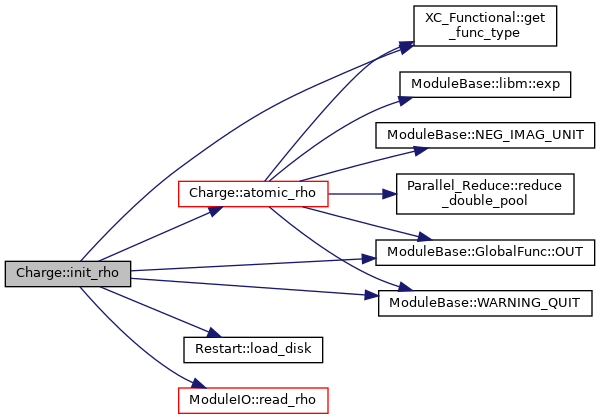 XC_Functional::get
_func_type
ModuleBase::libm::exp
ModuleBase::NEG_IMAG_UNIT
Charge::atomic_rho
Parallel_Reduce::reduce
_double_pool
ModuleBase::GlobalFunc::OUT
Charge::init_rho
ModuleBase::WARNING_QUIT
Restart::load_disk
ModuleIO::read_rho